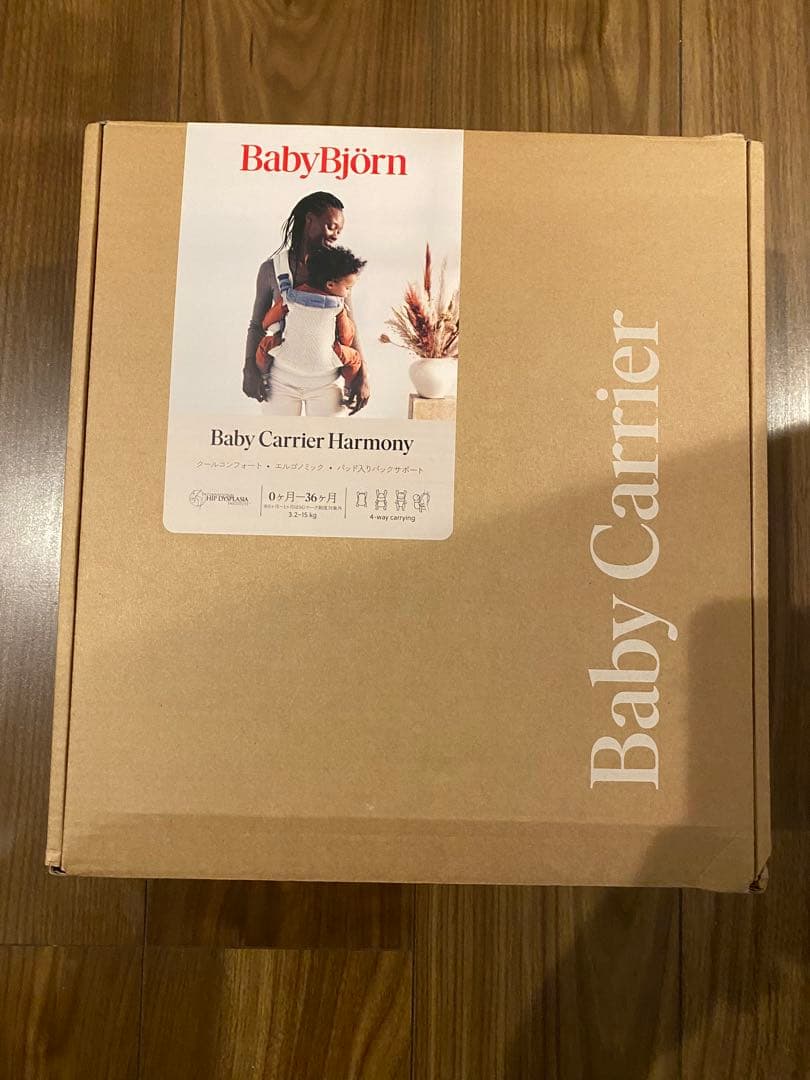 BabyBjörn
Baby Carrier Harmony
クールコンフォート • エルゴノミック • パッド入りバックサポート
HIP DYSPLASIA
INSTITUTE
0ヶ月—36ヶ月
3.2–15 kg
4-way carrying
Baby Carrier